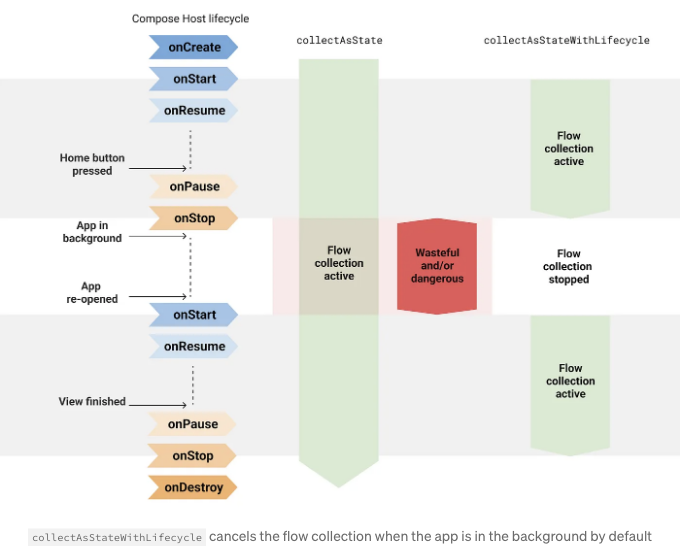 Compose Host lifecycle
collectAsState
collectAsStateWithLifecycle
onCreate
onStart
onResume
Home button
pressed
onPause
onStop
App in
background
App
re-opened
onStart
onResume
View finished
onPause
onStop
onDestroy
Flow
collection
active
Wasteful
and/or
dangerous
Flow
collection
active
Flow
collection
stopped
Flow
collection
active
collectAsStateWithLifecycle cancels the flow collection when the app is in the background by default